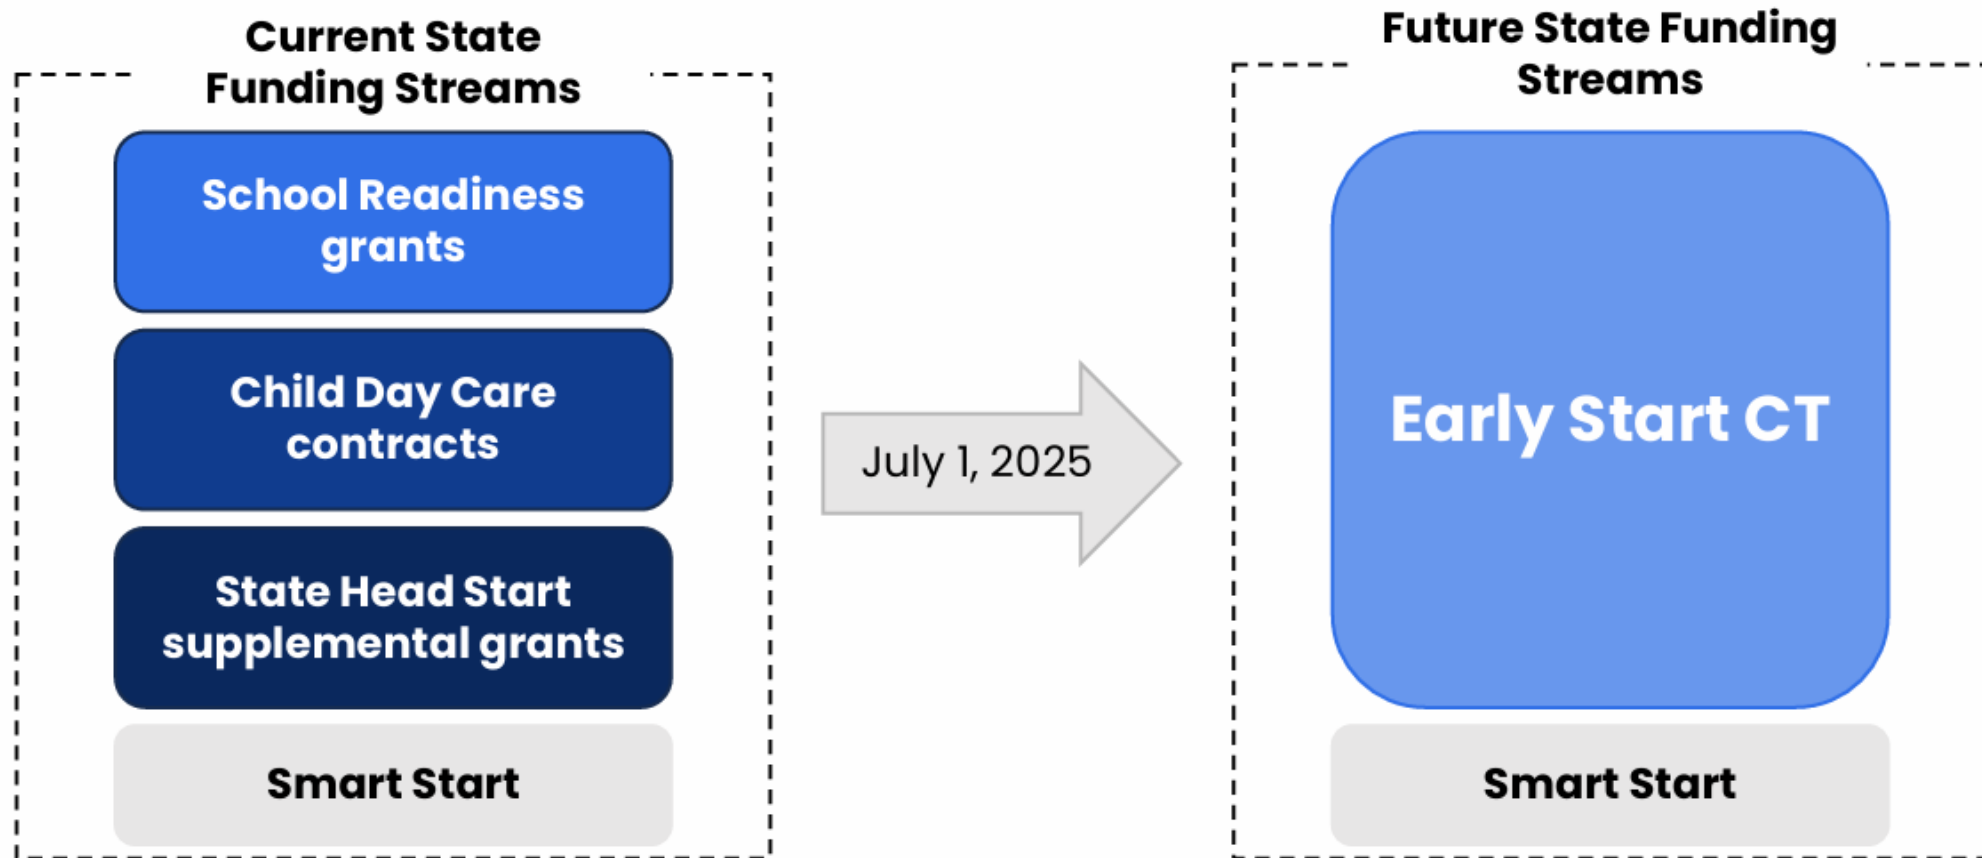 Current State
Funding Streams
School Readiness
grants
Child Day Care
contracts
State Head Start
supplemental grants
Smart Start
July 1, 2025
Future State Funding
Streams
Early Start CT
Smart Start